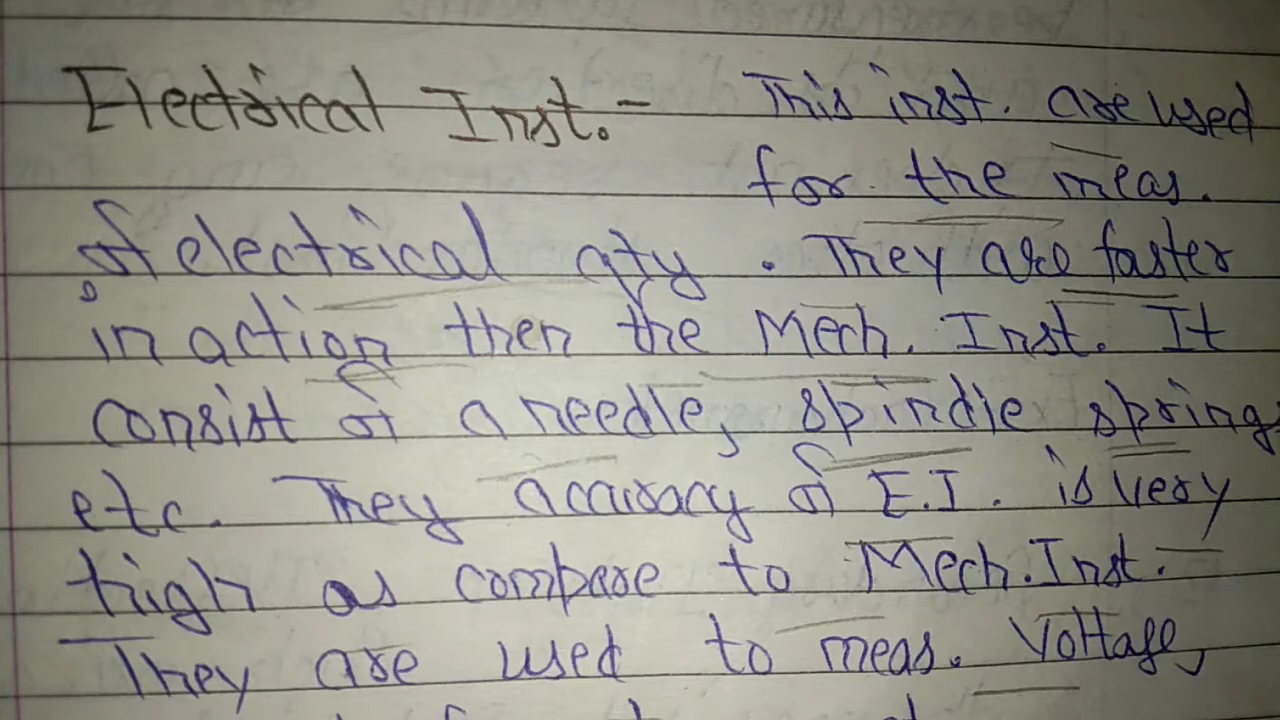 Electrical Inst. - This inst. are used
for the meas.
of electrical qty. They are faster
in action then the Mech. Inst. It
consist of a needle, spindle spring
etc. They accuracy of E.I. is very
high as compare to Mech. Inst.
They are used to meas. Voltage,